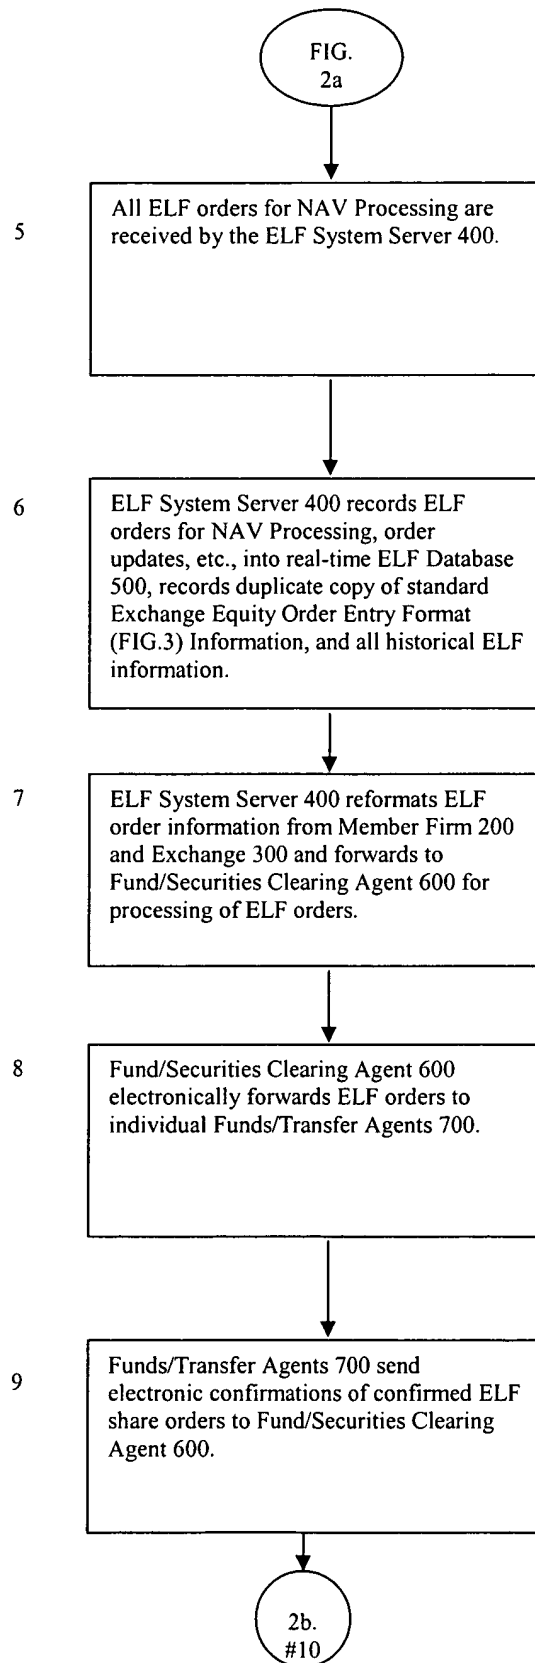 FIG.
2a
5
All ELF orders for NAV Processing are
received by the ELF System Server 400.
6
ELF System Server 400 records ELF
orders for NAV Processing, order
updates, etc., into real-time ELF Database
500, records duplicate copy of standard
Exchange Equity Order Entry Format
(FIG.3) Information, and all historical ELF
information.
7
ELF System Server 400 reformats ELF
order information from Member Firm 200
and Exchange 300 and forwards to
Fund/Securities Clearing Agent 600 for
processing of ELF orders.
8
Fund/Securities Clearing Agent 600
electronically forwards ELF orders to
individual Funds/Transfer Agents 700.
9
Funds/Transfer Agents 700 send
electronic confirmations of confirmed ELF
share orders to Fund/Securities Clearing
Agent 600.
2b.
#10